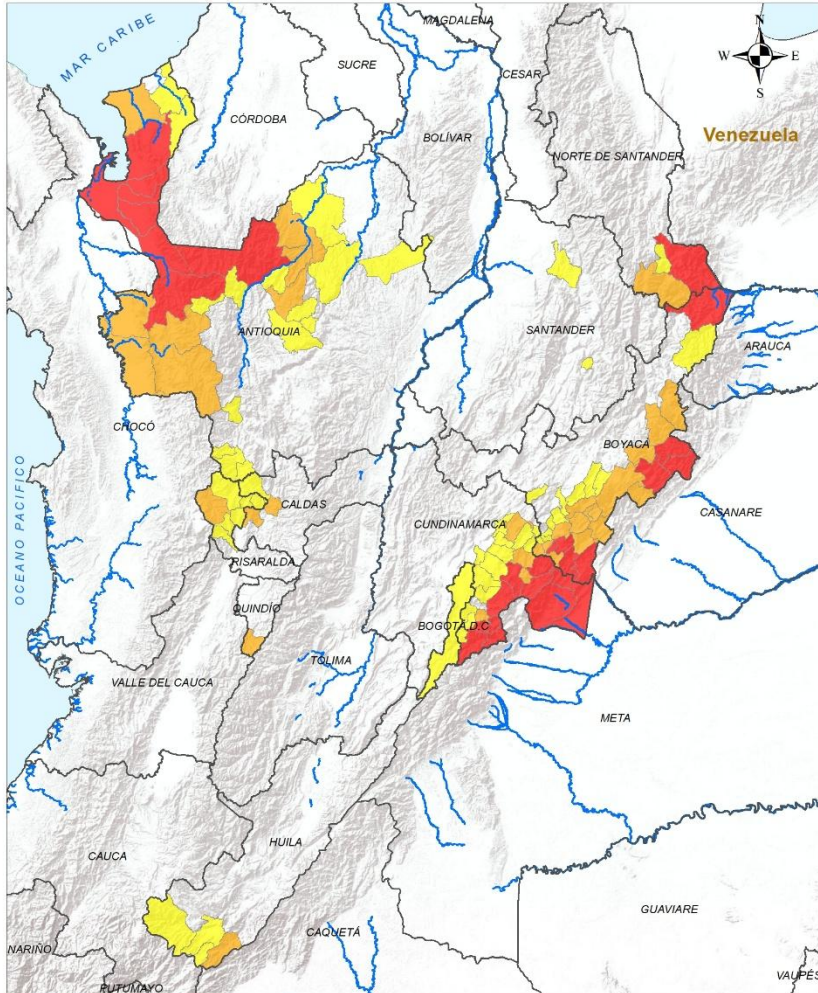 MAGDALENA
N
MAR CARIBE
W
E
SUCRE
CESAR
S
CÓRDOBA
BOLÍVAR
Venezuela
NORTE DE SANTANDER
ANTIOQUIA
SANTANDER
ARAUCA
CHOCÓ
BOYACÁ
OCEANO PACIFICO
CALDAS
CUNDINAMARCA
CASANARE
RISARALDA
QUINDÍO
BOGOTÁ D.C
TOLIMA
VALLE DEL CAUCA
META
HUILA
CAUCA
GUAVIARE
CAQUETÁ
NARIÑO
VAUPÉS
PUTUMAYO